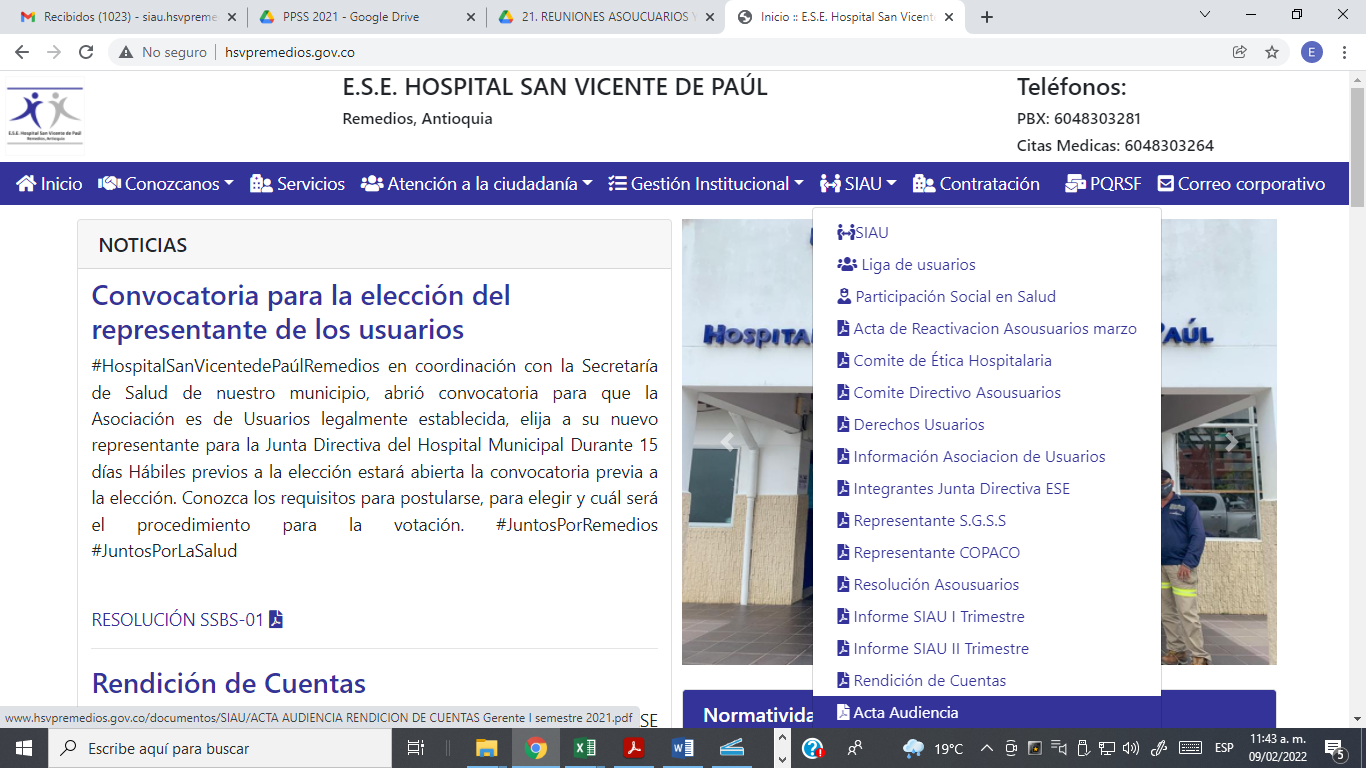 Recibidos (1023) - siau.hsvpreme
PPSS 2021 - Google Drive
21. REUNIONES ASOUCUARIOS Y
Inicio :: E.S.E. Hospital San Vicente
No seguro
hsvpremedios.gov.co
E
E.S.E. Hospital San Vicente de Paúl
Remedios, Antioquia
E.S.E. HOSPITAL SAN VICENTE DE PAÚL
Remedios, Antioquia
Teléfonos:
PBX: 6048303281
Citas Medicas: 6048303264
Inicio Conozcanos Servicios Atención a la ciudadanía Gestión Institucional SIAU Contratación PQRSF Correo corporativo
NOTICIAS
Convocatoria para la elección del
representante de los usuarios
#HospitalSanVicentedePaúlRemedios en coordinación con la Secretaría
de Salud de nuestro municipio, abrió convocatoria para que la
Asociación es de Usuarios legalmente establecida, elija a su nuevo
representante para la Junta Directiva del Hospital Municipal Durante 15
días Hábiles previos a la elección estará abierta la convocatoria previa a
la elección. Conozca los requisitos para postularse, para elegir y cuál será
el procedimiento para la votación. #JuntosPorRemedios
#JuntosPorLaSalud
RESOLUCIÓN SSBS-01
Rendición de Cuentas
SE
www.hsvpremedios.gov.co/documentos/SIAU/ACTA AUDIENCIA RENDICION DE CUENTAS Gerente I semestre 2021.pdf
HOSPITAL
PAÚL
SIAU
Liga de usuarios
Participación Social en Salud
Acta de Reactivacion Asousuarios marzo
Comite de Ética Hospitalaria
Comite Directivo Asousuarios
Derechos Usuarios
Información Asociacion de Usuarios
Integrantes Junta Directiva ESE
Representante S.G.S.S
Representante COPACO
Resolución Asousuarios
Informe SIAU I Trimestre
Informe SIAU II Trimestre
Rendición de Cuentas
Acta Audiencia
Normativida
Escribe aquí para buscar
19°C
ESP
11:43 a. m.
09/02/2022
5